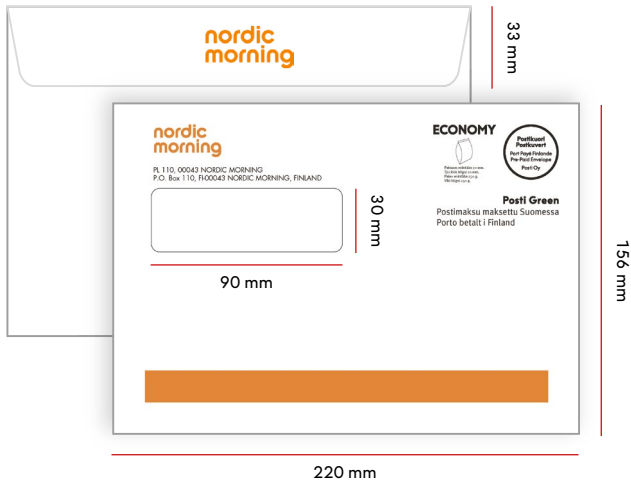 nordic
morning
33 mm
nordic
morning
PL 110, 00043 NORDIC MORNING
P.O. Box 110, FI-00043 NORDIC MORNING, FINLAND
ECONOMY
Postikuori
Postkuvert
Port Payé Finlande
Pre-Paid Envelope
Posti Oy
Posti Green
Postimaksu maksettu Suomessa
Porto betalt i Finland
30 mm
90 mm
156 mm
220 mm